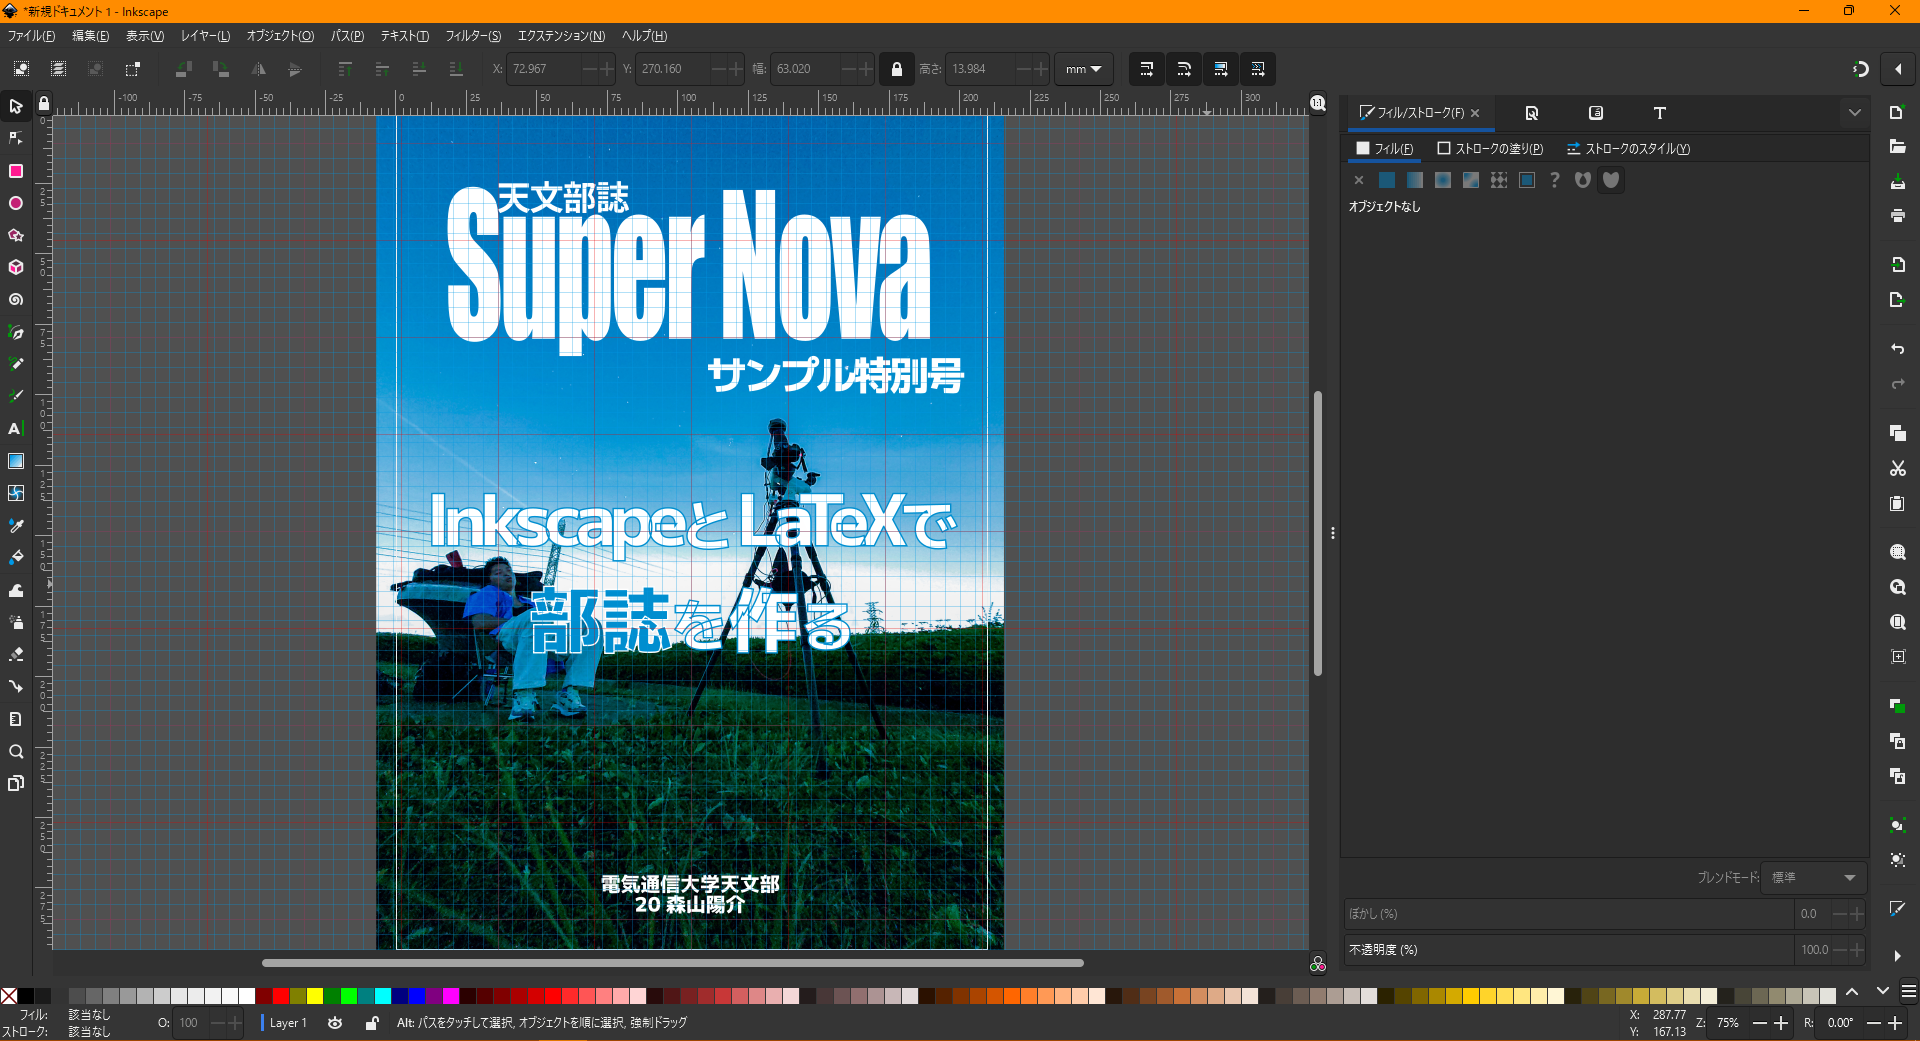 *新規ドキュメント 1 - Inkscape
ファイル(F) 編集(E) 表示(V) レイヤー(L) オブジェクト(O) パス(P) テキスト(T) フィルター(S) エクステンション(N) ヘルプ(H)
X: 72.967 Y: 270.160 幅: 63.020 高さ: 13.984 mm
-100 -75 -50 -25 0 25 50 75 100 125 150 175 200 225 250 275 300
1:1
フィル/ストローク(F)
フィル(F) ストロークの塗り(P) ストロークのスタイル(Y)
オブジェクトなし
天文部誌
Super Nova
サンプル特別号
Inkscapeと LaTeXで
部誌を作る
電気通信大学天文部
20 森山陽介
ブレンドモード: 標準
ぼかし (%) 0.0
不透明度 (%) 100.0
フィル: 該当なし
ストローク: 該当なし
O: 100
Layer 1
Alt: パスをタッチして選択, オブジェクトを順に選択, 強制ドラッグ
X: 287.77
Y: 167.13
Z: 75%
R: 0.00°